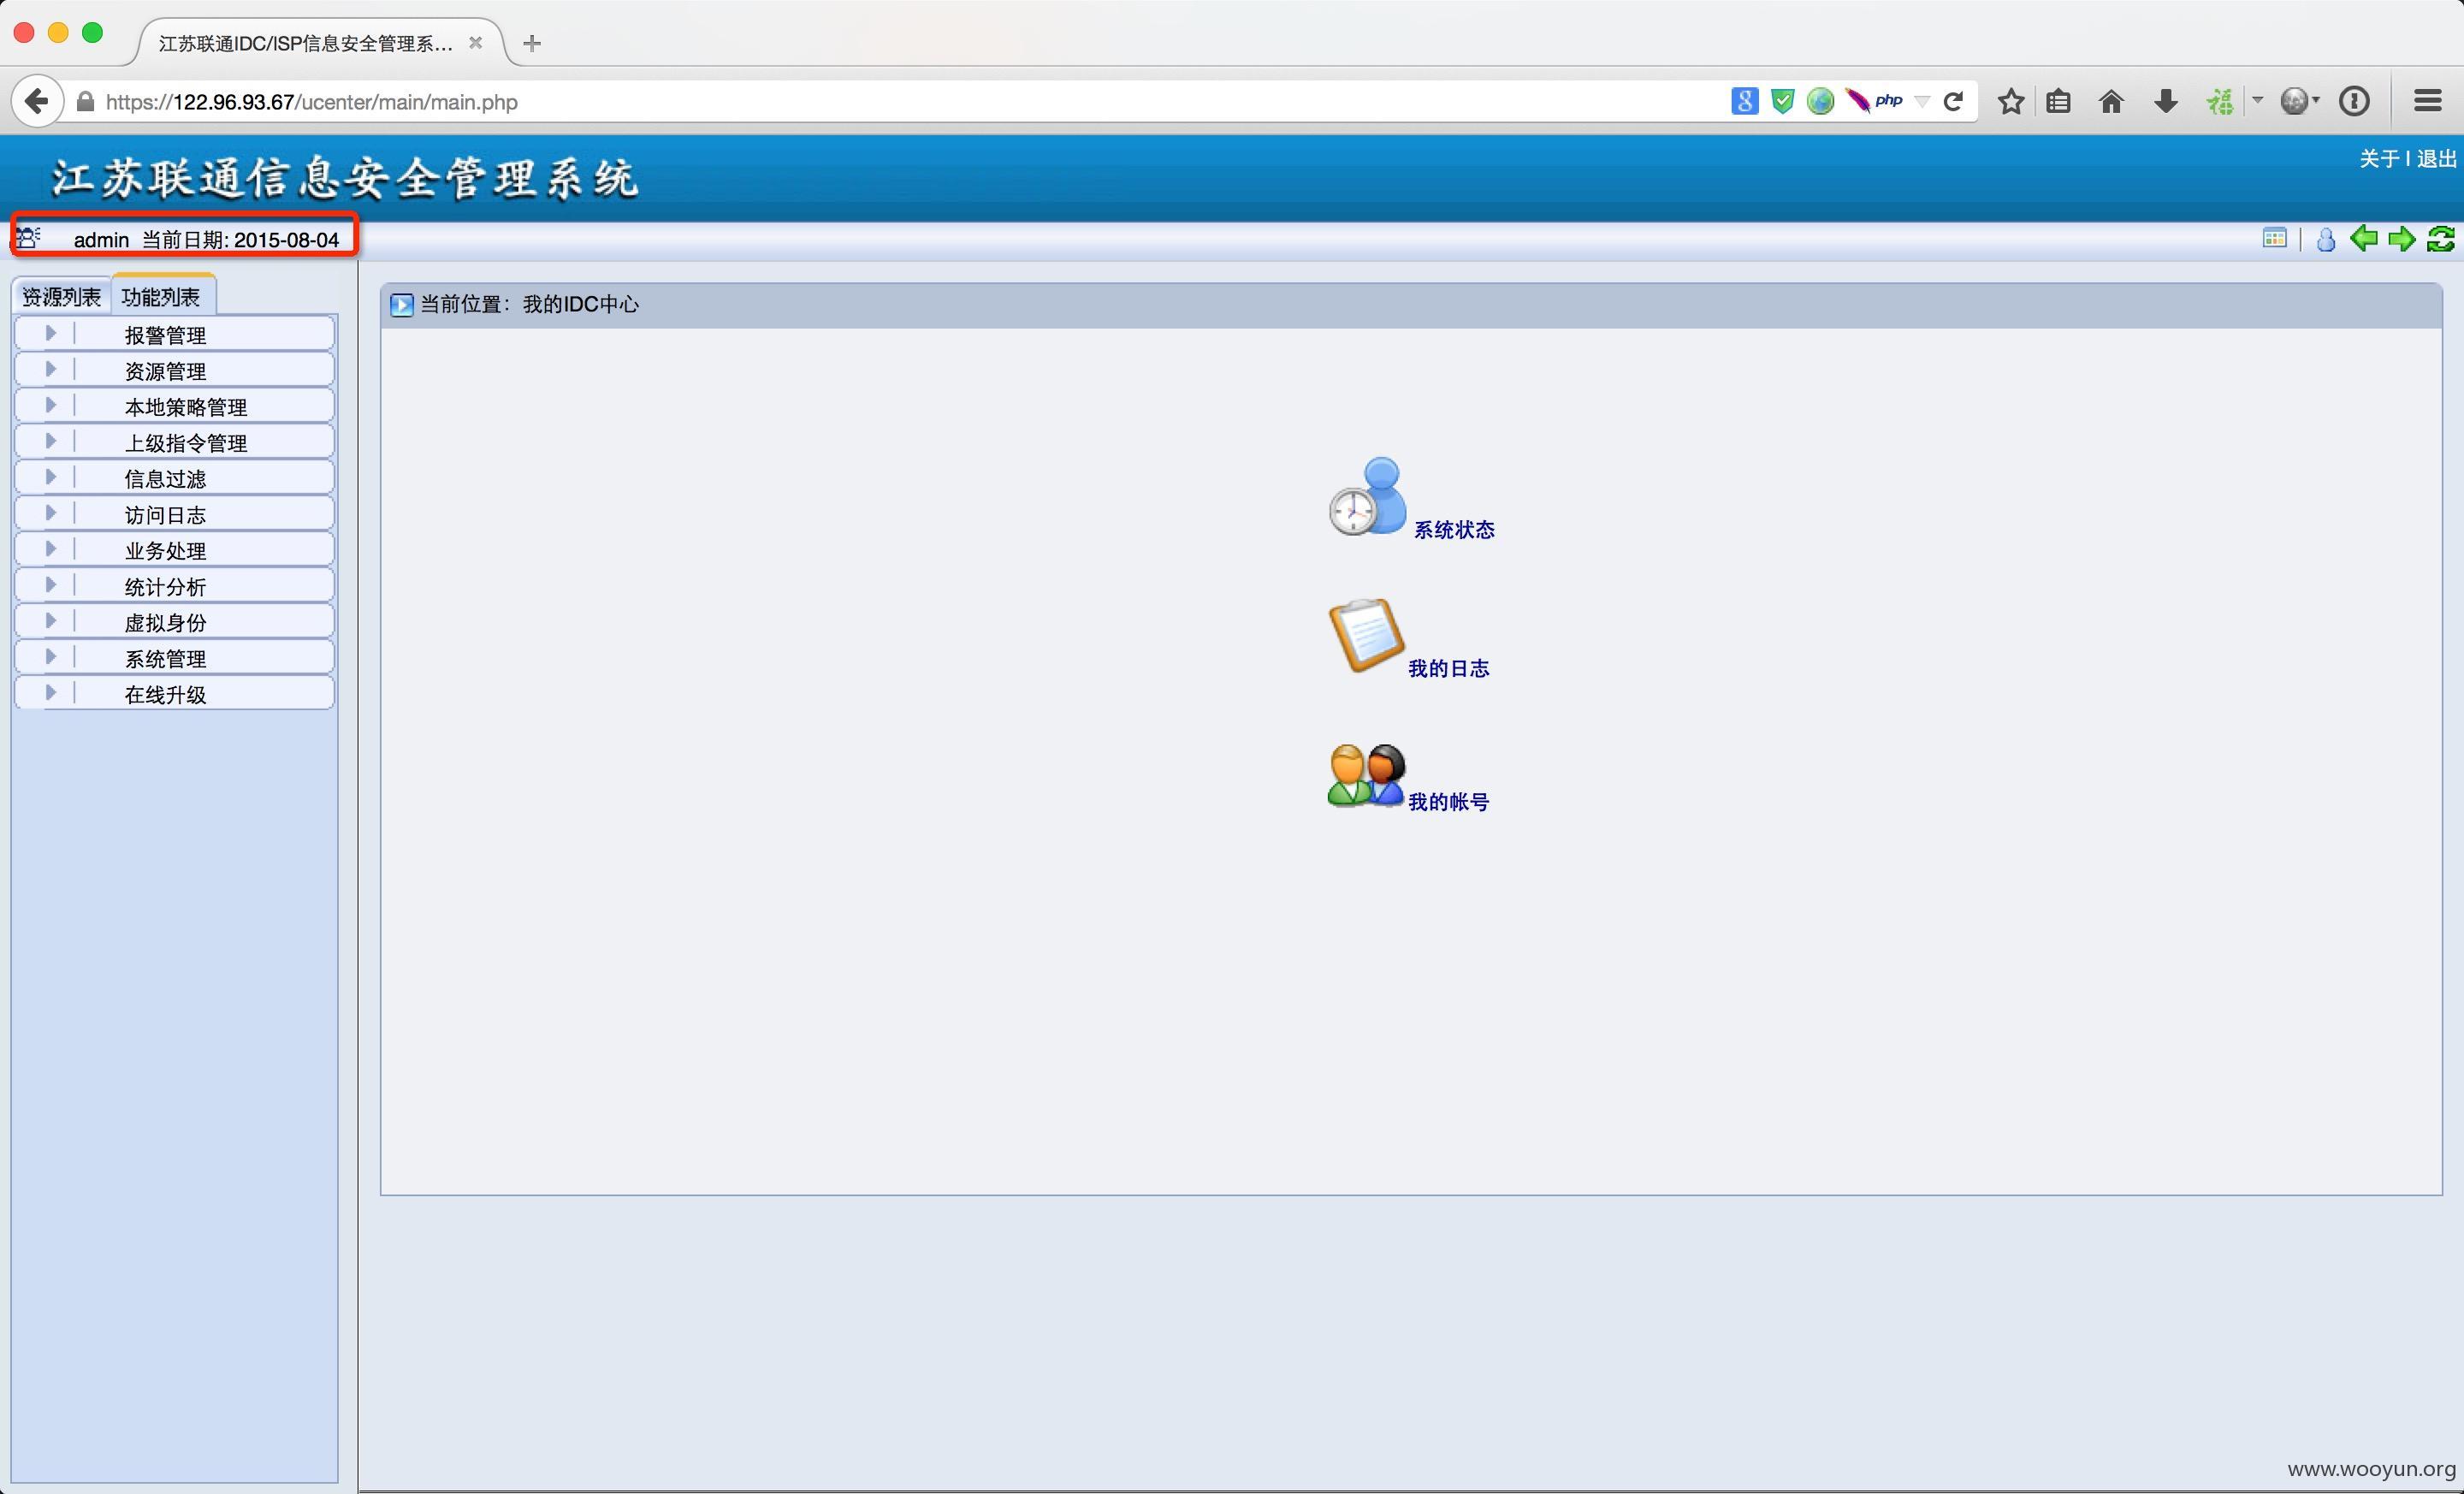 江苏联通IDC/ISP信息安全管理系...
https://122.96.93.67/ucenter/main/main.php
php
江苏联通信息安全管理系统
关于 | 退出
admin 当前日期: 2015-08-04
资源列表 功能列表
当前位置：我的IDC中心
报警管理
资源管理
本地策略管理
上级指令管理
信息过滤
访问日志
业务处理
统计分析
虚拟身份
系统管理
在线升级
系统状态
我的日志
我的帐号
www.wooyun.org